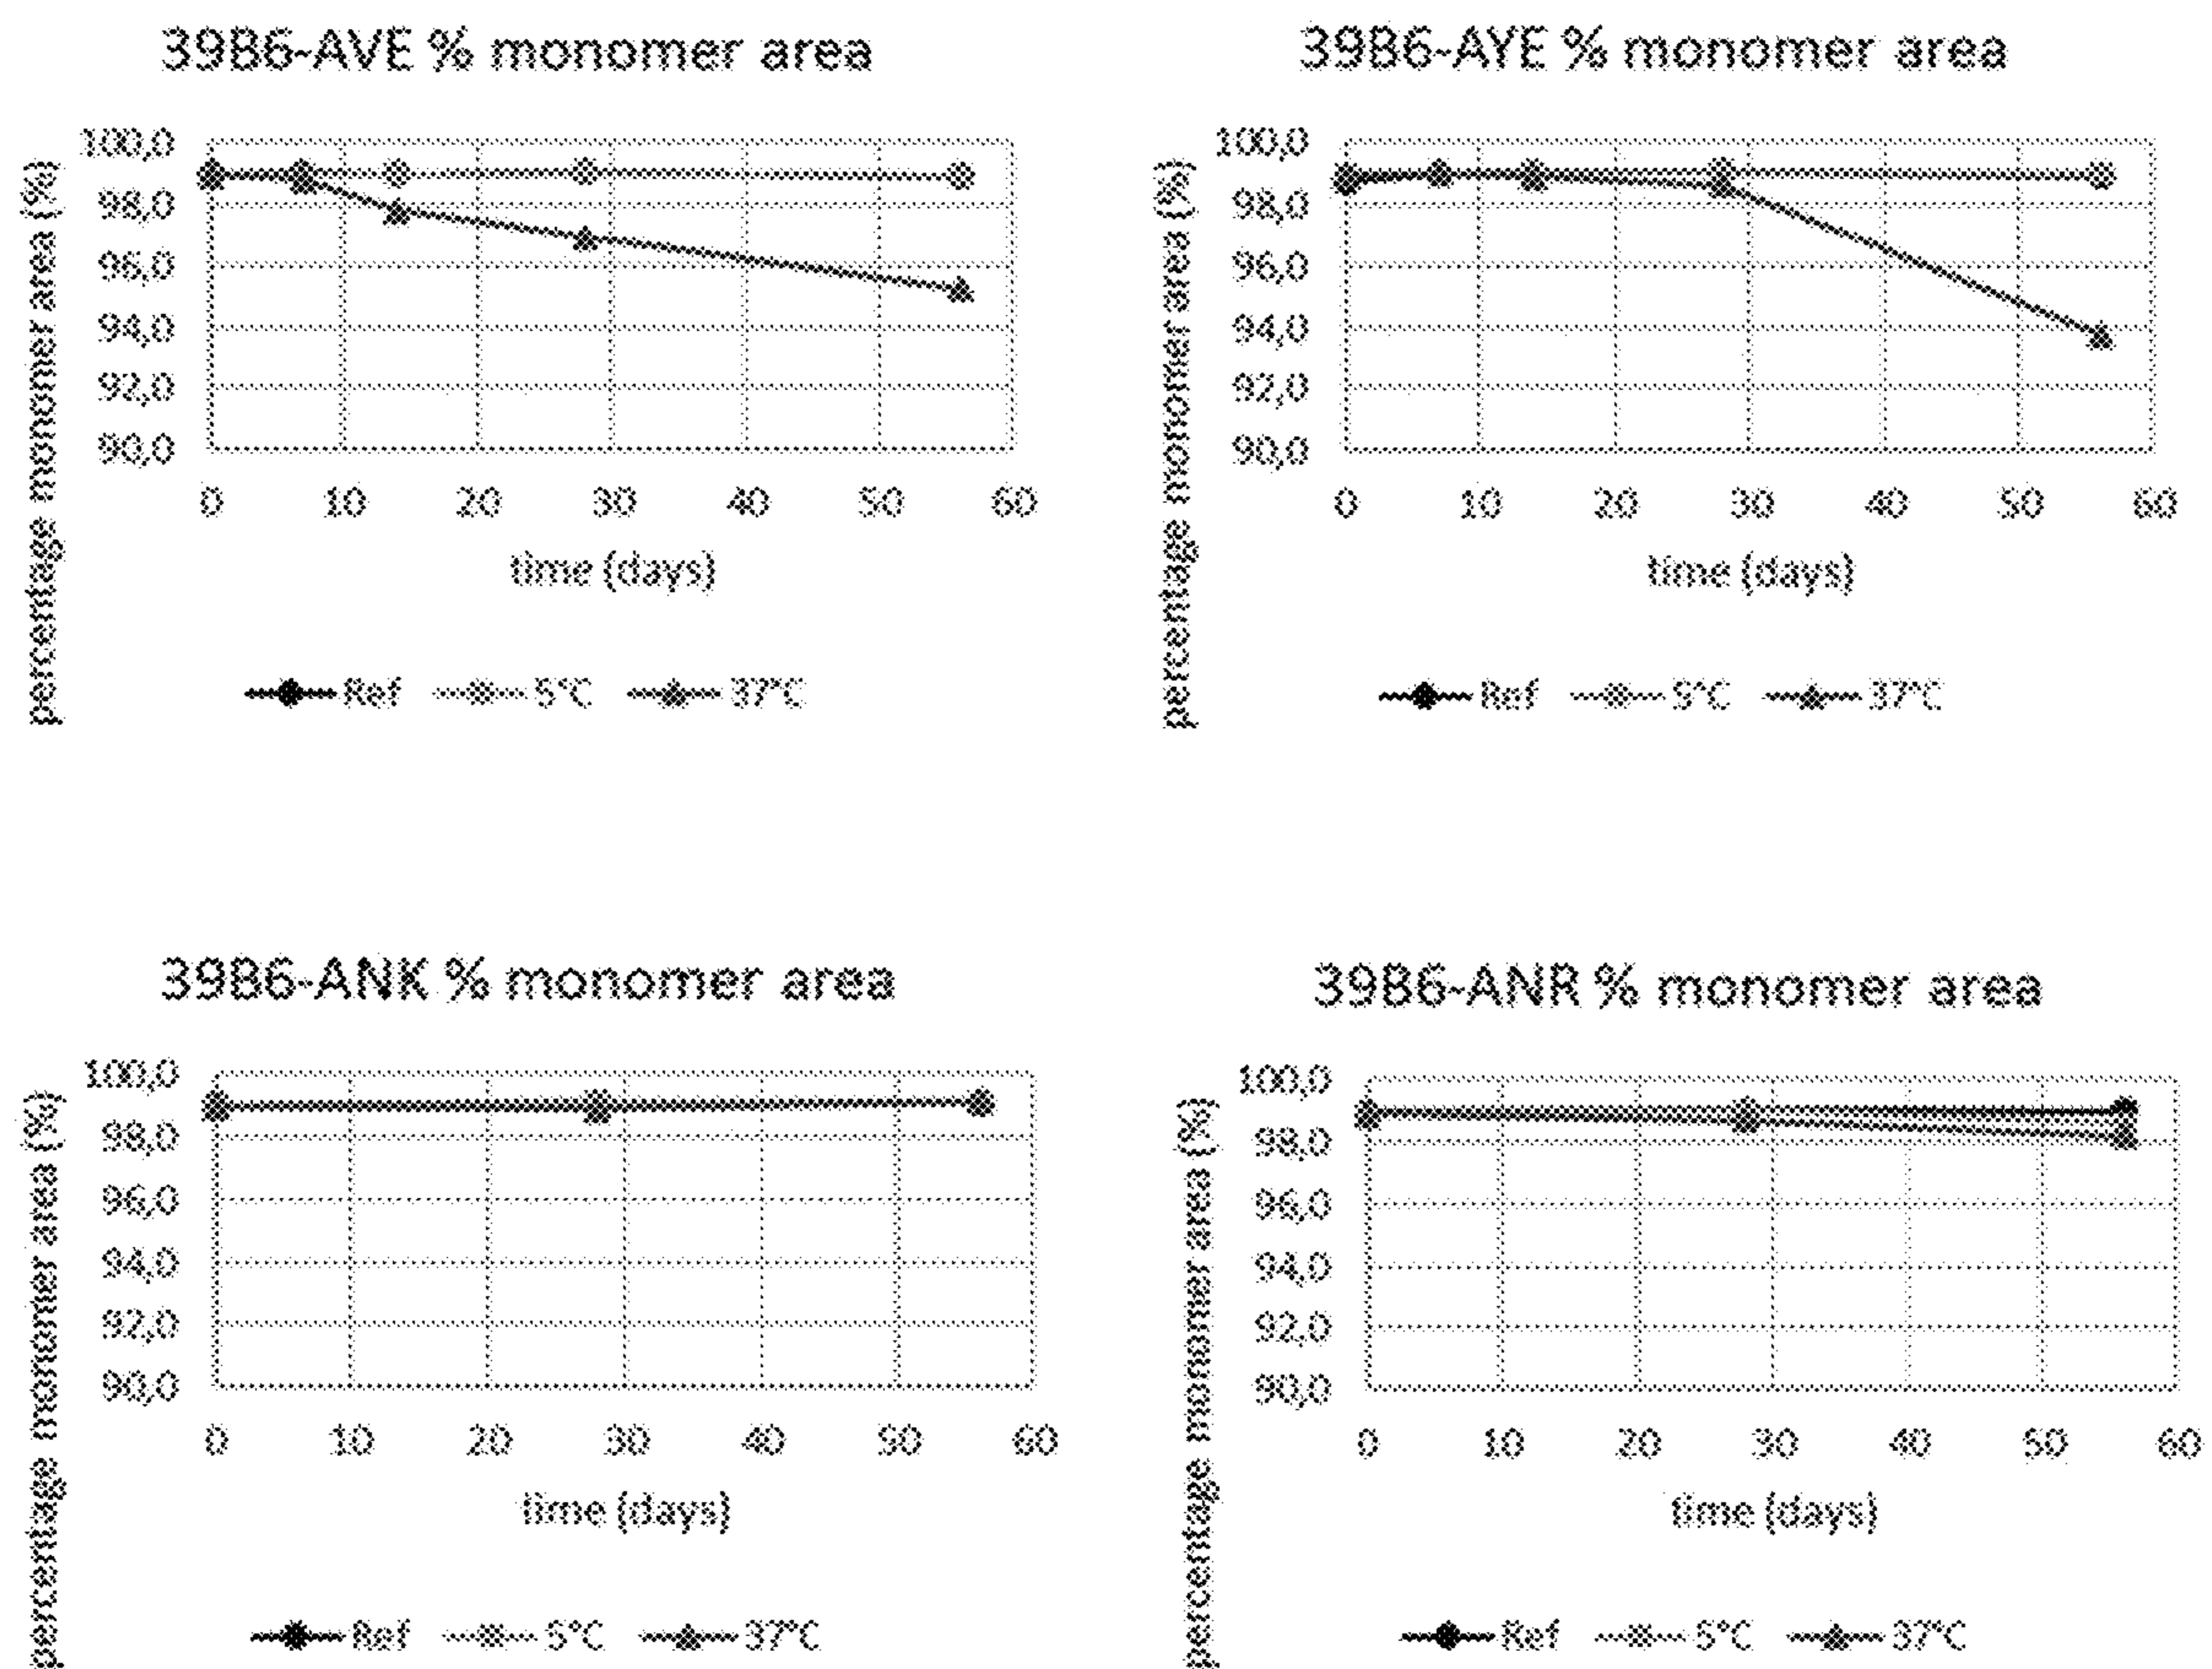 39B6-AVE % monomer area
percentage monomer area (%)
100,0
98,0
96,0
94,0
92,0
90,0
0 10 20 30 40 50 60
time (days)
Ref 5°C 37°C
39B6-AYE % monomer area
percentage monomer area (%)
100,0
98,0
96,0
94,0
92,0
90,0
0 10 20 30 40 50 60
time (days)
Ref 5°C 37°C
39B6-ANK % monomer area
percentage monomer area (%)
100,0
98,0
96,0
94,0
92,0
90,0
0 10 20 30 40 50 60
time (days)
Ref 5°C 37°C
39B6-ANR % monomer area
percentage monomer area (%)
100,0
98,0
96,0
94,0
92,0
90,0
0 10 20 30 40 50 60
time (days)
Ref 5°C 37°C